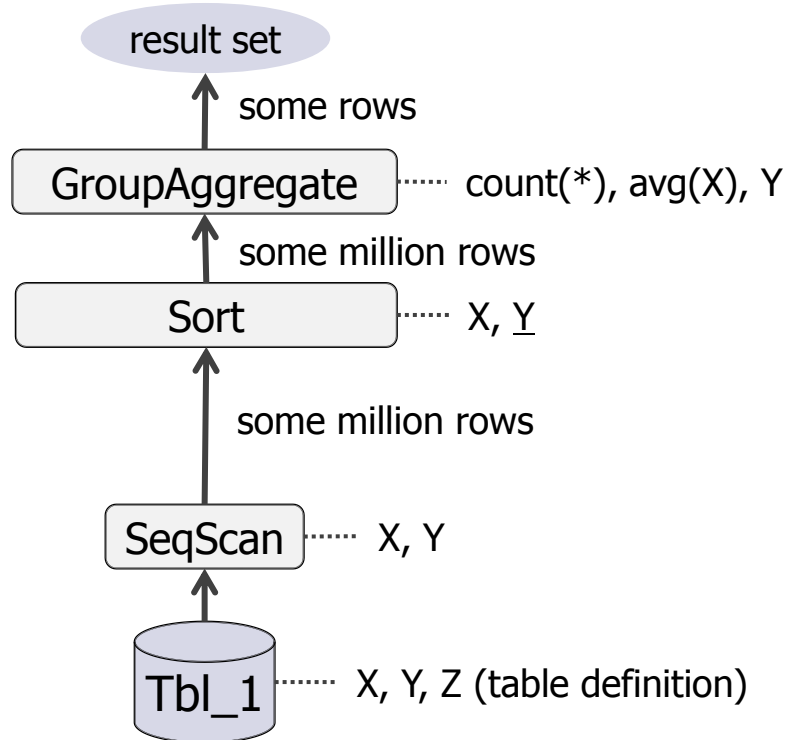 result set
some rows
GroupAggregate count(*), avg(X), Y
some million rows
Sort X, Y
some million rows
SeqScan X, Y
Tbl_1 X, Y, Z (table definition)